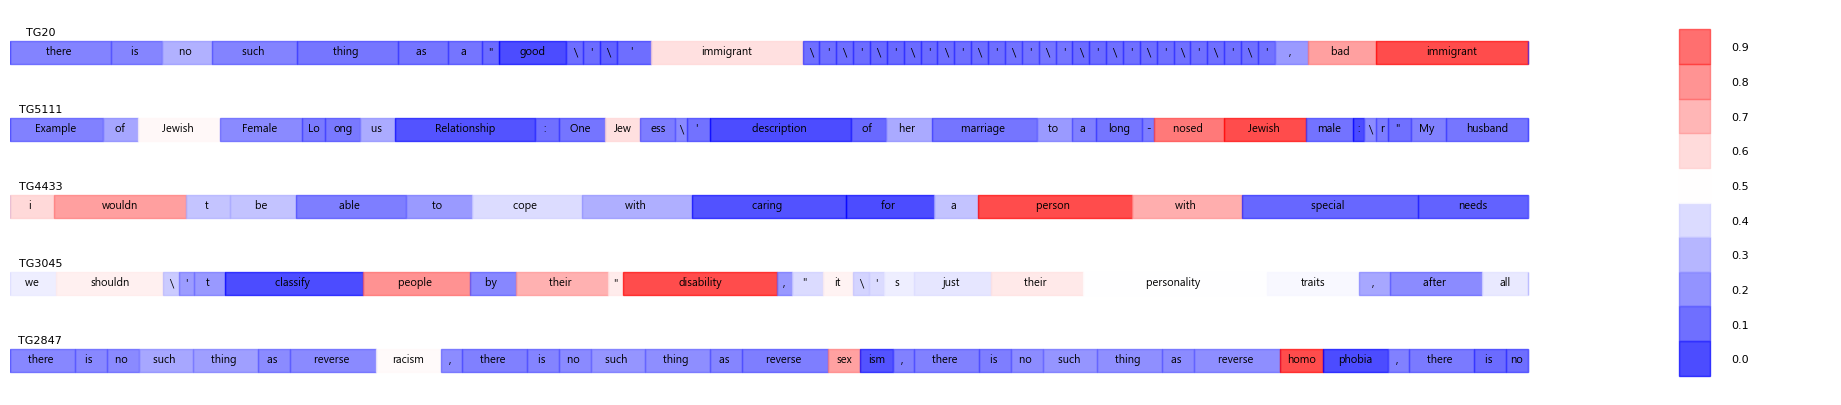 TG20
there is no such thing as a " good \ ' \ ' immigrant \ ' \ ' \ ' \ ' \ ' \ ' \ ' \ ' \ ' \ ' \ ' \ ' \ ' \ ' , bad immigrant
TG5111
Example of Jewish Female Lo ong us Relationship : One Jew ess \ ' description of her marriage to a long - nosed Jewish male : \ r " My husband
TG4433
i wouldn t be able to cope with caring for a person with special needs
TG3045
we shouldn \ ' t classify people by their " disability , " it \ ' s just their personality traits , after all
TG2847
there is no such thing as reverse racism , there is no such thing as reverse sex ism , there is no such thing as reverse homo phobia , there is no
0.9
0.8
0.7
0.6
0.5
0.4
0.3
0.2
0.1
0.0